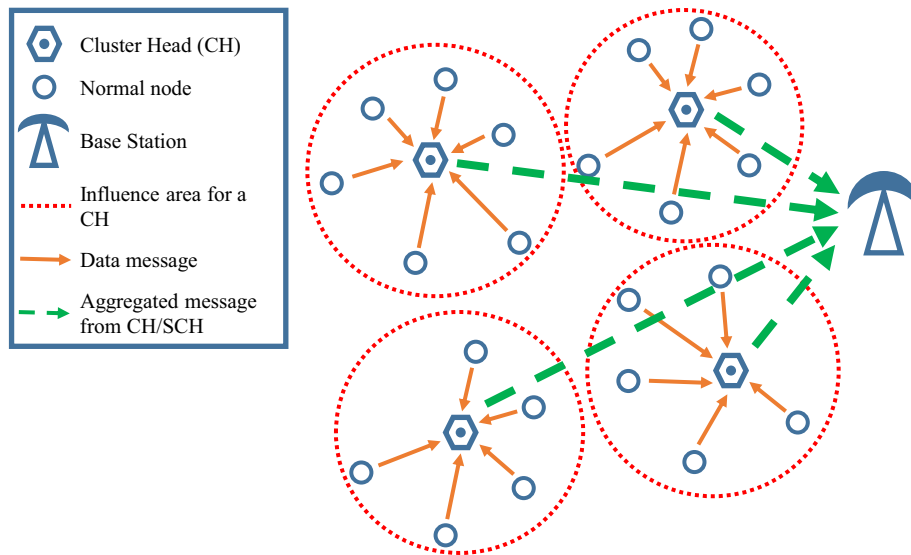 Cluster Head (CH)
Normal node
Base Station
Influence area for a
CH
Data message
Aggregated message
from CH/SCH